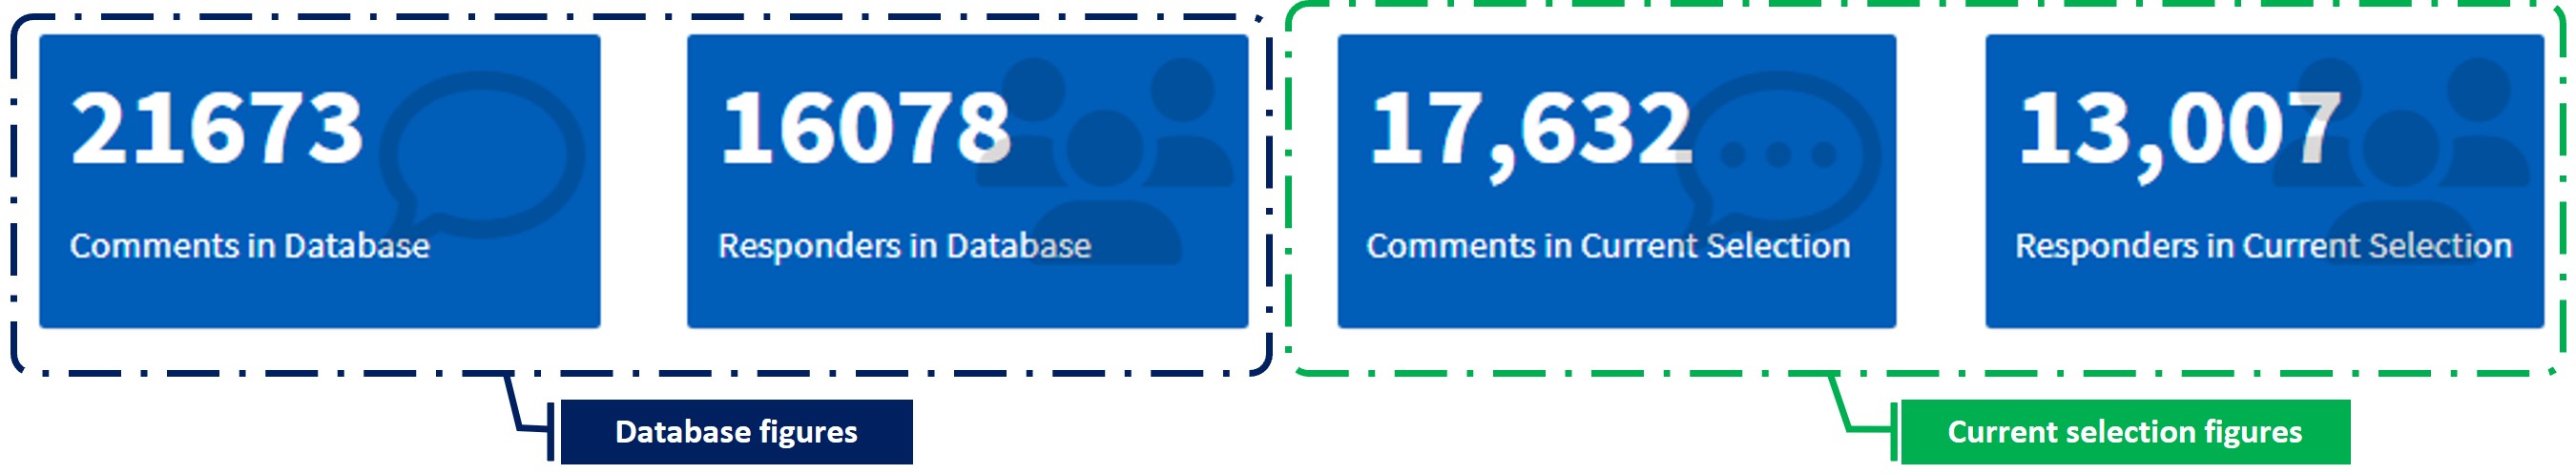 21673
Comments in Database
16078
Responders in Database
17,632
Comments in Current Selection
13,007
Responders in Current Selection
Database figures
Current selection figures